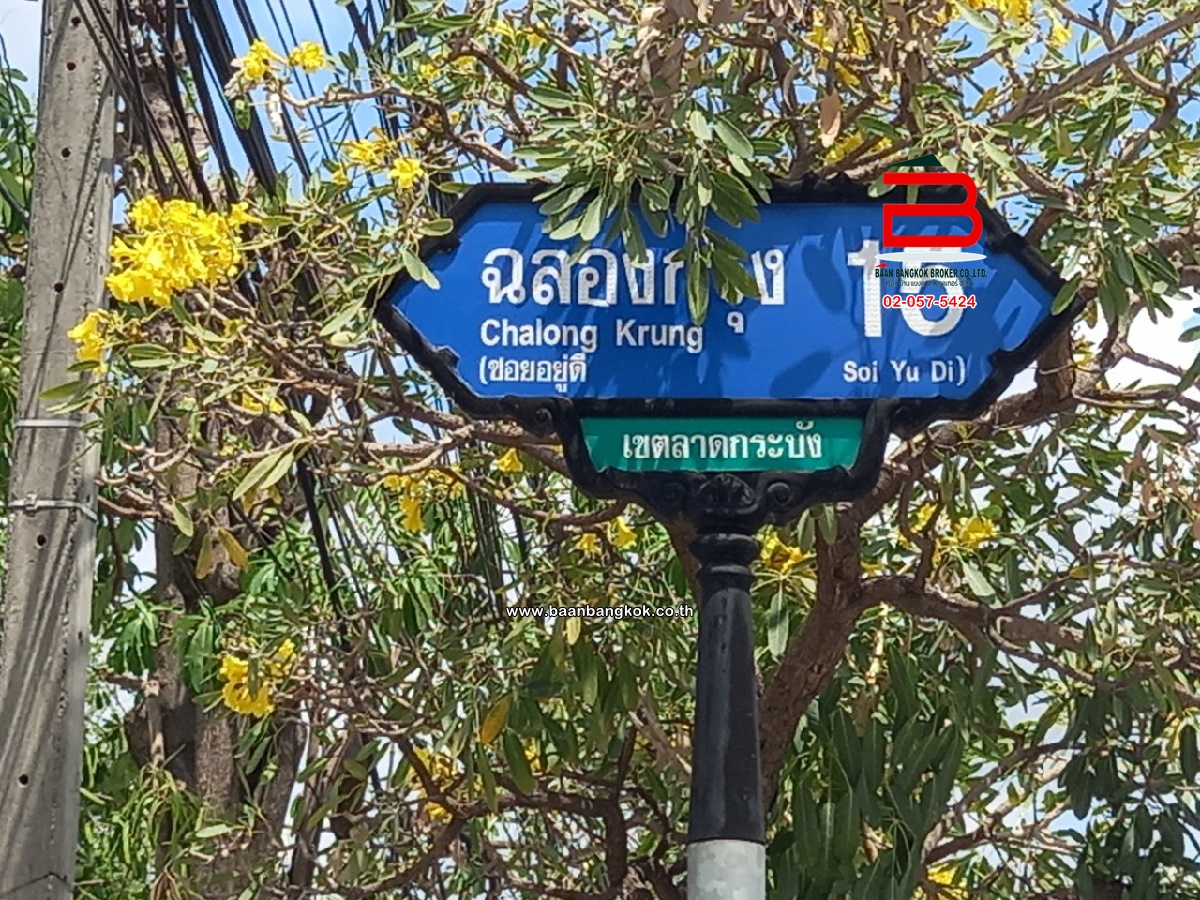 ฉลองกรุง 15
Chalong Krung
(ซอยอยู่ดี Soi Yu Di)
เขตลาดกระบัง
B
BAAN BANGKOK BROKER CO.,LTD.
02-057-5424
www.baanbangkok.co.th